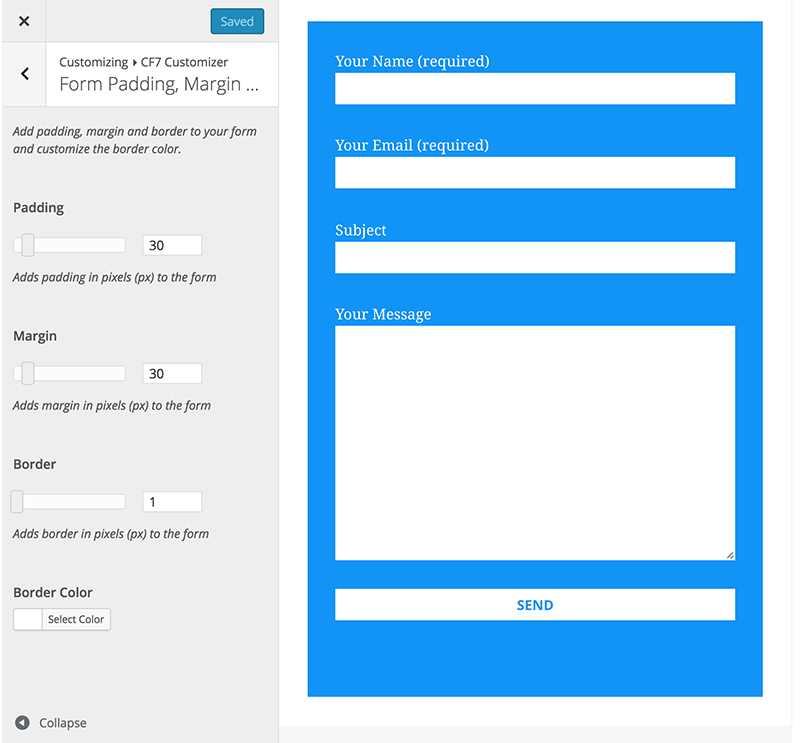 Saved
Customizing ▸ CF7 Customizer
Form Padding, Margin ...
Add padding, margin and border to your form
and customize the border color.
Padding
30
Adds padding in pixels (px) to the form
Margin
30
Adds margin in pixels (px) to the form
Border
1
Adds border in pixels (px) to the form
Border Color
Select Color
Collapse
Your Name (required)
Your Email (required)
Subject
Your Message
SEND